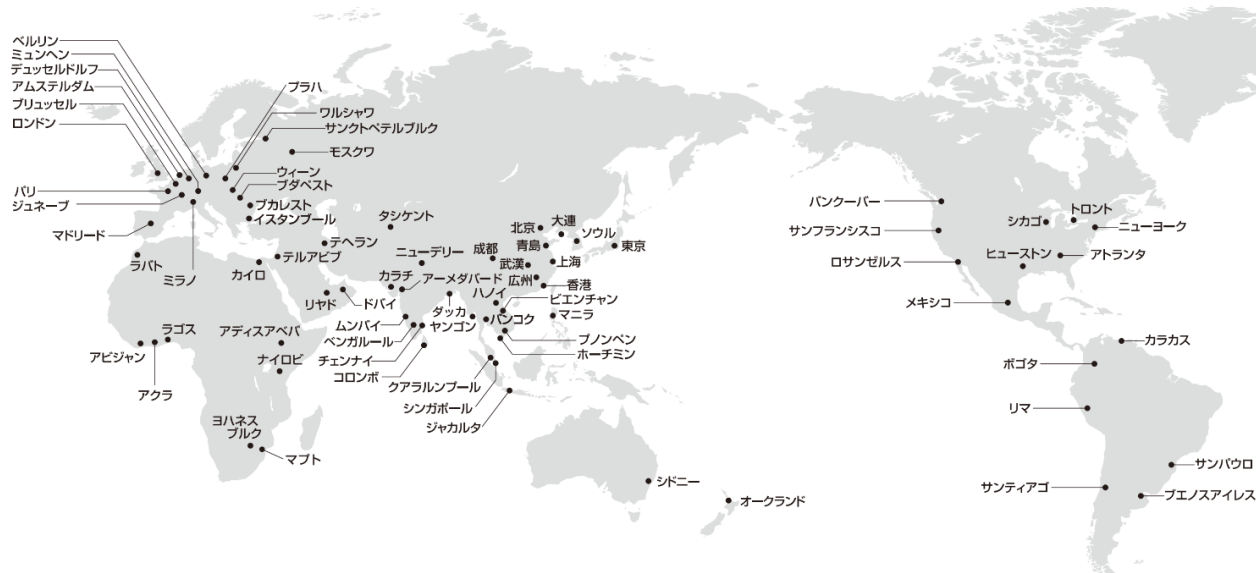 ベルリン
ミュンヘン
デュッセルドルフ
アムステルダム
ブリュッセル
ロンドン
パリ
ジュネーブ
マドリード
ラバト
ミラノ
プラハ
ワルシャワ
サンクトペテルブルク
モスクワ
ウィーン
ブダペスト
ブカレスト
イスタンブール
タシケント
テヘラン
テルアビブ
カイロ
リヤド
ドバイ
ニューデリー
カラチ
アーメダバード
ムンバイ
ベンガルール
チェンナイ
コロンボ
ダッカ
ヤンゴン
北京
大連
ソウル
東京
青島
成都
武漢
上海
広州
香港
ハノイ
ビエンチャン
バンコク
マニラ
プノンペン
ホーチミン
クアラルンプール
シンガポール
ジャカルタ
ラゴス
アビジャン
アクラ
アディスアベバ
ナイロビ
ヨハネス
ブルク
マプト
シドニー
オークランド
バンクーバー
サンフランシスコ
ロサンゼルス
シカゴ
トロント
ニューヨーク
ヒューストン
アトランタ
メキシコ
カラカス
ボゴタ
リマ
サンパウロ
サンティアゴ
ブエノスアイレス